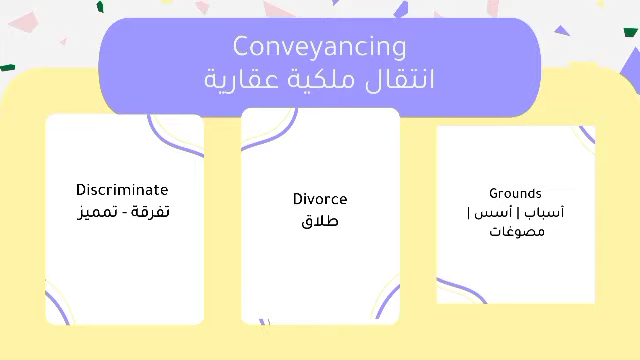 Conveyancing
انتقال ملكية عقارية
Discriminate
تفرقة - تمميز
Divorce
طلاق
Grounds
أسباب | أسس |
مصوغات